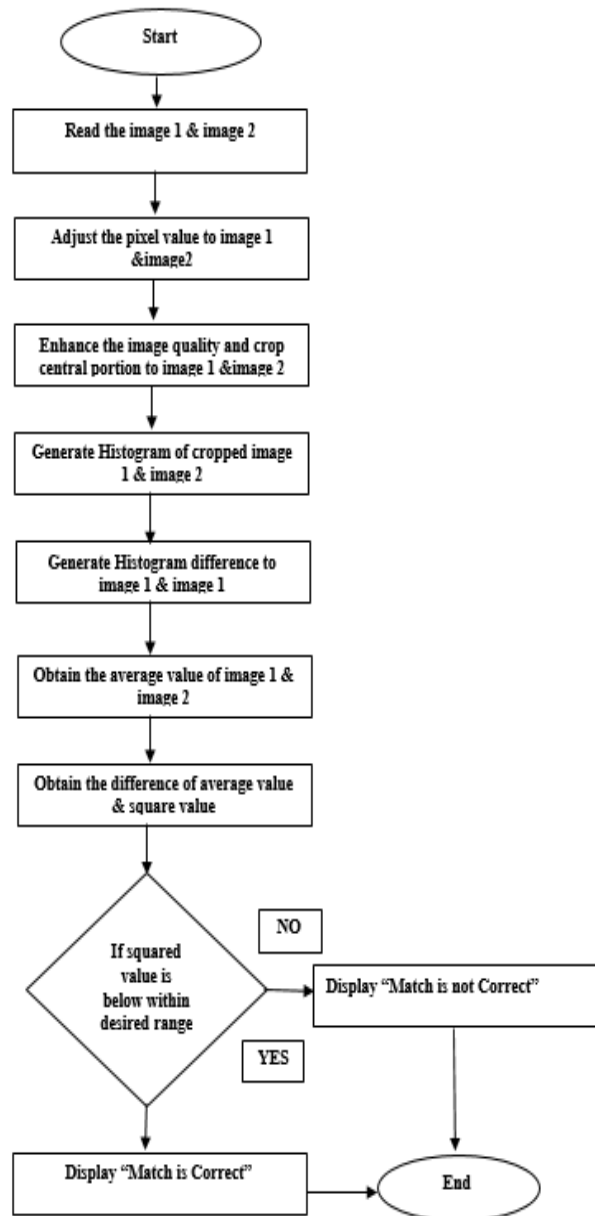 Start
Read the image 1 & image 2
Adjust the pixel value to image 1
&image2
Enhance the image quality and crop
central portion to image 1 &image 2
Generate Histogram of cropped image
1 & image 2
Generate Histogram difference to
image 1 & image 1
Obtain the average value of image 1 &
image 2
Obtain the difference of average value
& square value
If squared
value is
below within
desired range
NO
Display “Match is not Correct”
YES
Display “Match is Correct”
End